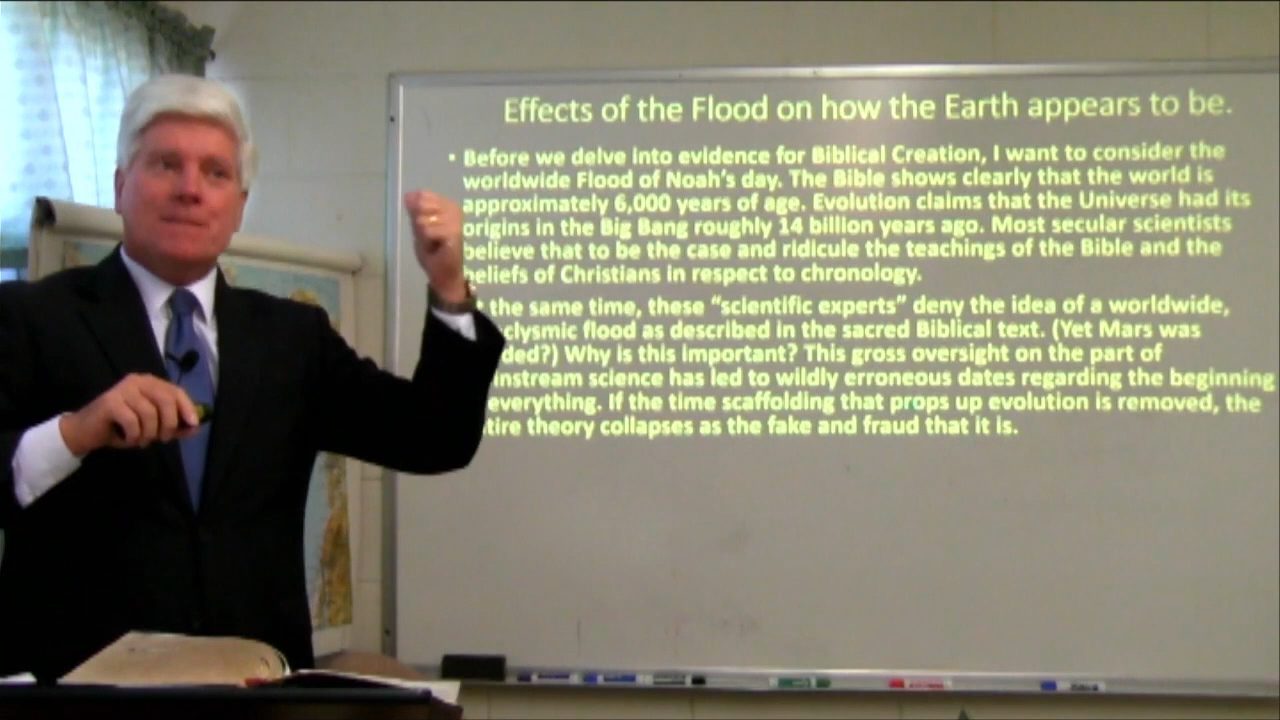 Effects of the Flood on how the Earth appears to be.
• Before we delve into evidence for Biblical Creation, I want to consider the
worldwide Flood of Noah's day. The Bible shows clearly that the world is
approximately 6,000 years of age. Evolution claims that the Universe had its
origins in the Big Bang roughly 14 billion years ago. Most secular scientists
believe that to be the case and ridicule the teachings of the Bible and the
beliefs of Christians in respect to chronology.
the same time, these "scientific experts" deny the idea of a worldwide,
clysmic flood as described in the sacred Biblical text. (Yet Mars was
ded?) Why is this important? This gross oversight on the part of
instream science has led to wildly erroneous dates regarding the beginning
everything. If the time scaffolding that props up evolution is removed, the
tire theory collapses as the fake and fraud that it is.